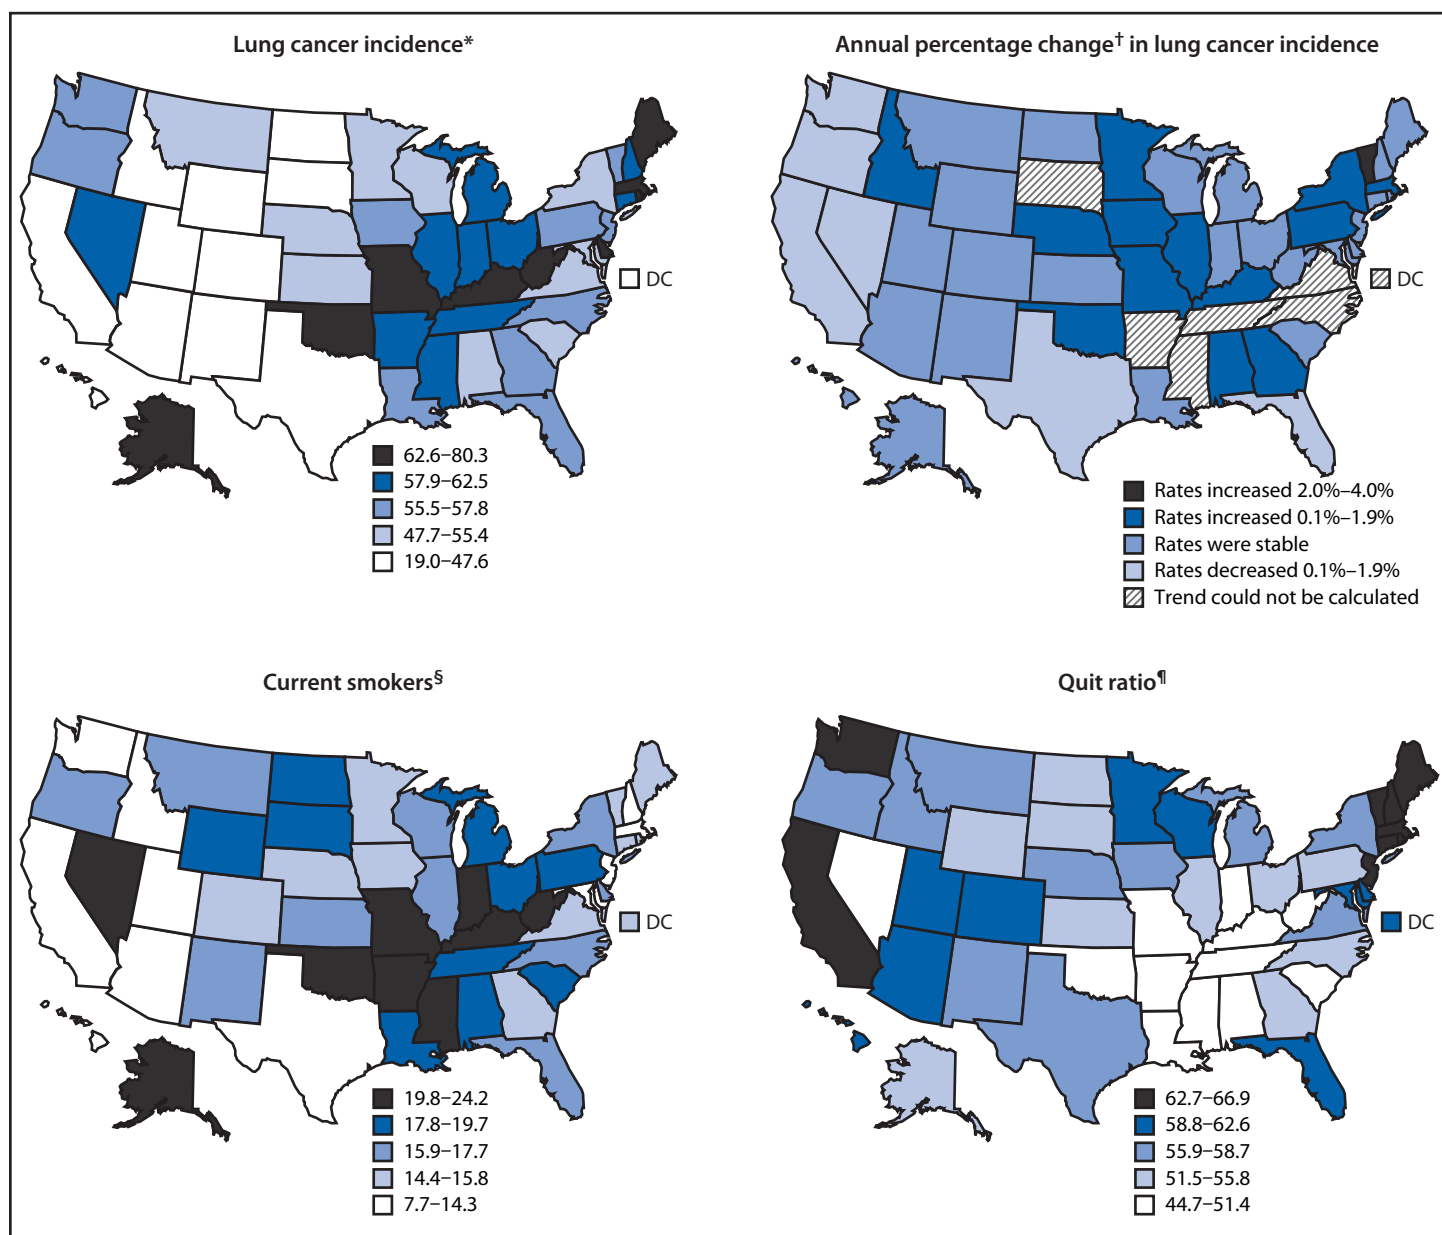 Lung cancer incidence*
DC
62.6–80.3
57.9–62.5
55.5–57.8
47.7–55.4
19.0–47.6
Annual percentage change† in lung cancer incidence
DC
Rates increased 2.0%–4.0%
Rates increased 0.1%–1.9%
Rates were stable
Rates decreased 0.1%–1.9%
Trend could not be calculated
Current smokers§
DC
19.8–24.2
17.8–19.7
15.9–17.7
14.4–15.8
7.7–14.3
Quit ratio¶
DC
62.7–66.9
58.8–62.6
55.9–58.7
51.5–55.8
44.7–51.4